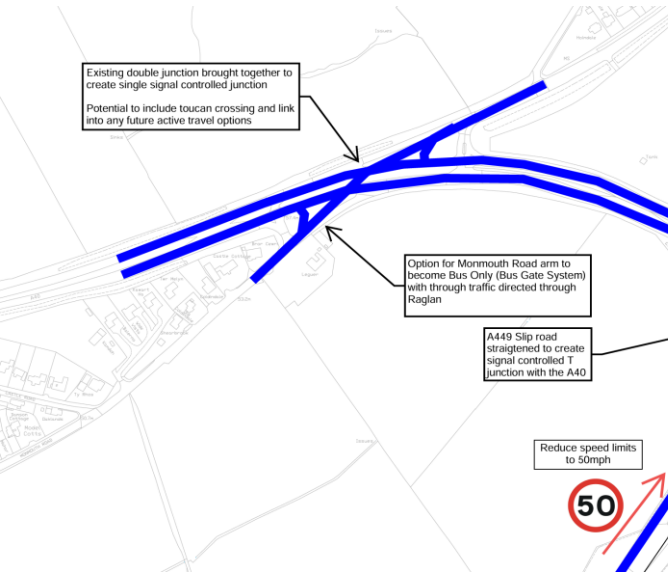 Existing double junction brought together to
create single signal controlled junction
Potential to include toucan crossing and link
into any future active travel options
Option for Monmouth Road arm to
become Bus Only (Bus Gate System)
with through traffic directed through
Raglan
A449 Slip road
straigtened to create
signal controlled T
junction with the A40
Reduce speed limits
to 50mph
50